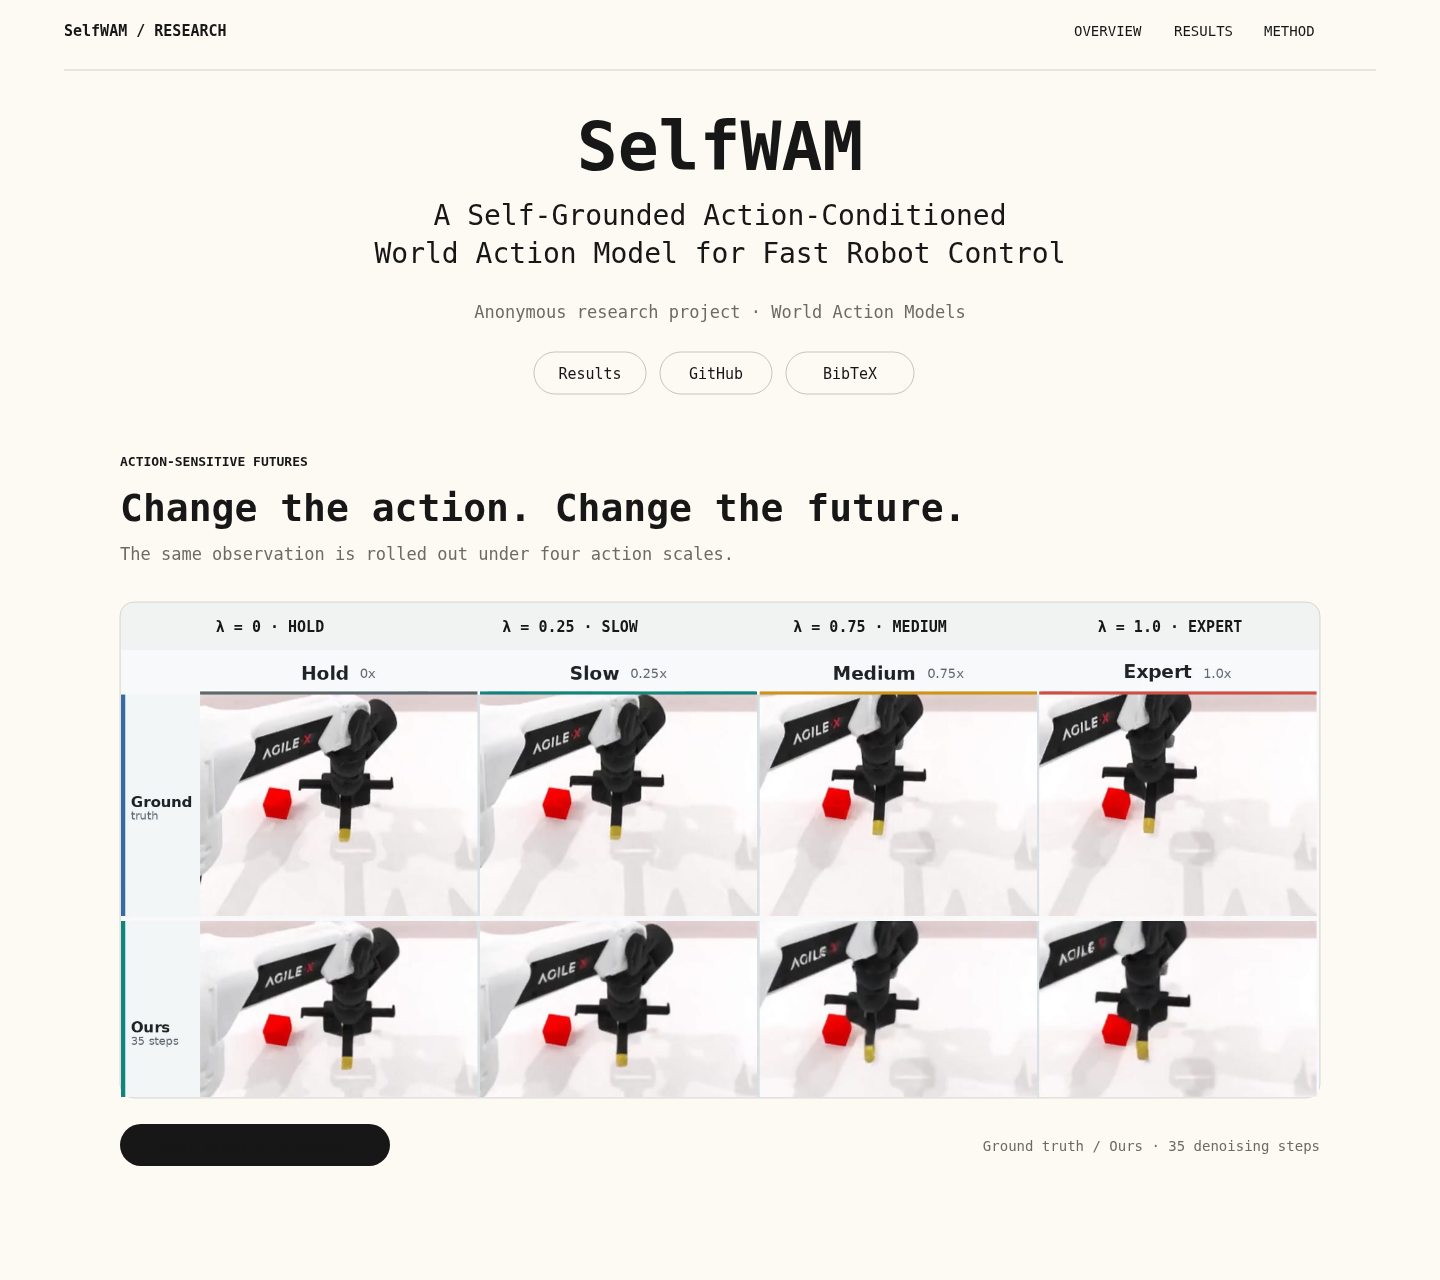 SelfWAM / RESEARCH
OVERVIEW RESULTS METHOD
SelfWAM
A Self-Grounded Action-Conditioned
World Action Model for Fast Robot Control
Anonymous research project · World Action Models
Results GitHub BibTeX
ACTION-SENSITIVE FUTURES
Change the action. Change the future.
The same observation is rolled out under four action scales.
λ = 0 · HOLD λ = 0.25 · SLOW λ = 0.75 · MEDIUM λ = 1.0 · EXPERT
Hold 0x Slow 0.25x Medium 0.75x Expert 1.0x
AGILE·X AGILE·X AGILE·X AGILE·X
Ground
truth
AGILE·X AGILE·X AGILE AGILE
Ours
35 steps
Ground truth / Ours · 35 denoising steps